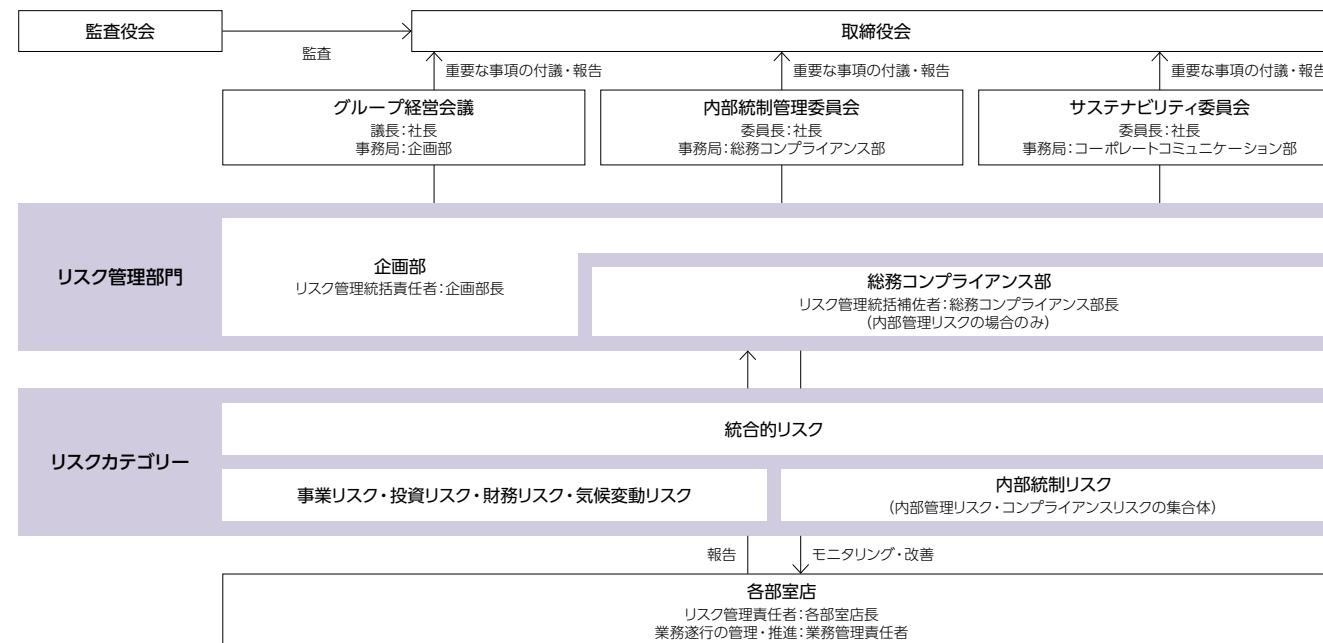 監査役会
監査
取締役会
重要な事項の付議・報告
重要な事項の付議・報告
重要な事項の付議・報告
グループ経営会議
議長：社長
事務局：企画部
内部統制管理委員会
委員長：社長
事務局：総務コンプライアンス部
サステナビリティ委員会
委員長：社長
事務局：コーポレートコミュニケーション部
リスク管理部門
企画部
リスク管理統括責任者：企画部長
総務コンプライアンス部
リスク管理統括補佐者：総務コンプライアンス部長
（内部管理リスクの場合のみ）
リスクカテゴリー
統合的リスク
事業リスク・投資リスク・財務リスク・気候変動リスク
内部統制リスク
（内部管理リスク・コンプライアンスリスクの集合体）
報告
モニタリング・改善
各部室店
リスク管理責任者：各部室店長
業務遂行の管理・推進：業務管理責任者